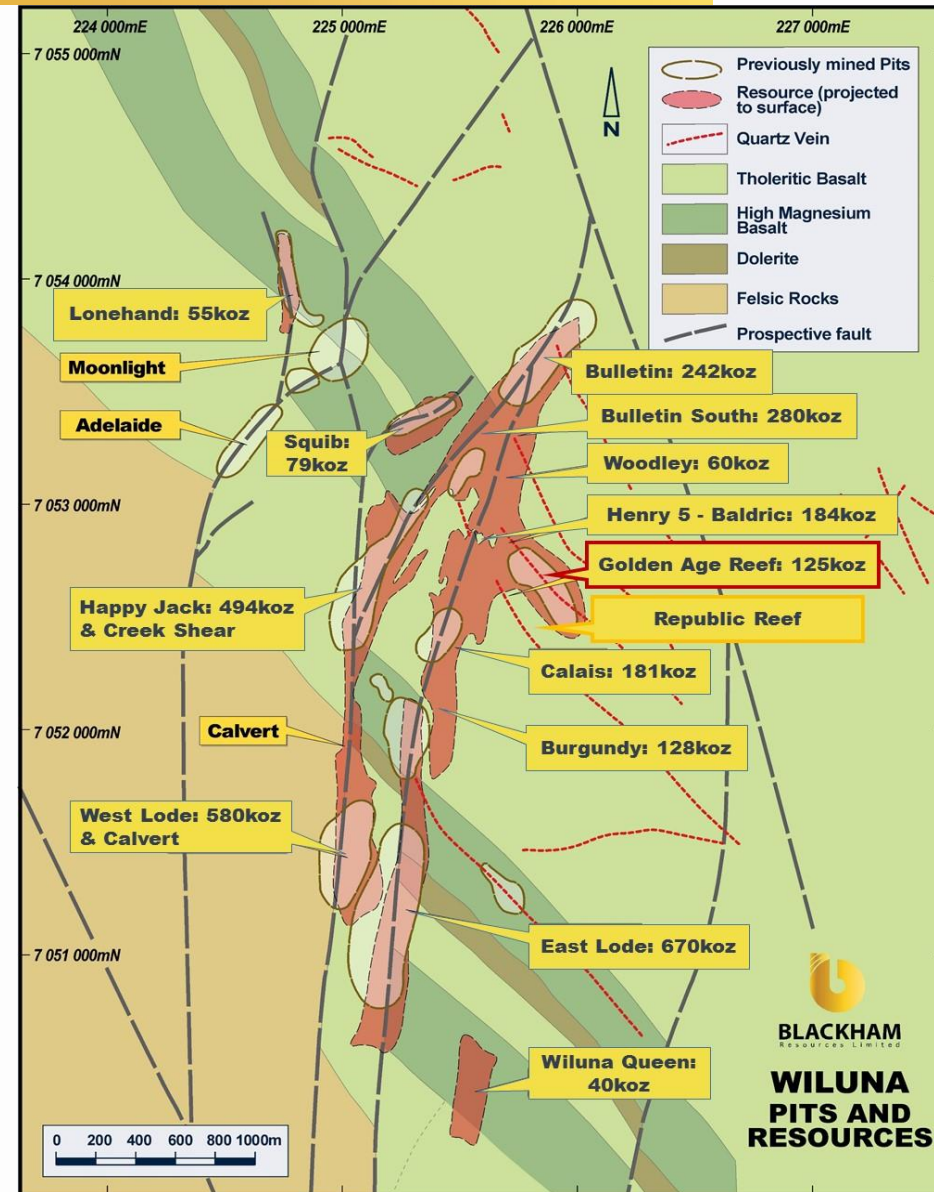 224 000mE
225 000mE
226 000mE
227 000mE
7 055 000mN
Previously mined Pits
Resource (projected
to surface)
N
Quartz Vein
Tholeritic Basalt
High Magnesium
Basalt
Dolerite
Felsic Rocks
Prospective fault
7 054 000mN
Lonehand: 55koz
Moonlight
Adelaide
Squib:
79koz
Bulletin: 242koz
Bulletin South: 280koz
Woodley: 60koz
7 053 000mN
Henry 5 - Baldric: 184koz
Golden Age Reef: 125koz
Republic Reef
Happy Jack: 494koz
& Creek Shear
Calais: 181koz
7 052 000mN
Calvert
Burgundy: 128koz
West Lode: 580koz
& Calvert
East Lode: 670koz
7 051 000mN
BLACKHAM
Resources Limited
Wiluna Queen:
40koz
WILUNA
PITS AND
RESOURCES
0 200 400 600 800 1000m